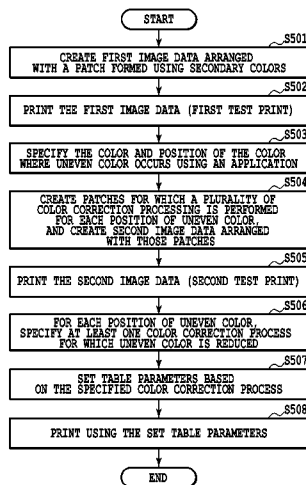 START
S501
CREATE FIRST IMAGE DATA ARRANGED
WITH A PATCH FORMED USING SECONDARY COLORS
S502
PRINT THE FIRST IMAGE DATA (FIRST TEST PRINT)
S503
SPECIFY THE COLOR AND POSITION OF THE COLOR
WHERE UNEVEN COLOR OCCURS USING AN APPLICATION
S504
CREATE PATCHES FOR WHICH A PLURALITY OF
COLOR CORRECTION PROCESSING IS PERFORMED
FOR EACH POSITION OF UNEVEN COLOR,
AND CREATE SECOND IMAGE DATA ARRANGED
WITH THOSE PATCHES
S505
PRINT THE SECOND IMAGE DATA (SECOND TEST PRINT)
S506
FOR EACH POSITION OF UNEVEN COLOR,
SPECIFY AT LEAST ONE COLOR CORRECTION PROCESS
FOR WHICH UNEVEN COLOR IS REDUCED
S507
SET TABLE PARAMETERS BASED
ON THE SPECIFIED COLOR CORRECTION PROCESS
S508
PRINT USING THE SET TABLE PARAMETERS
END